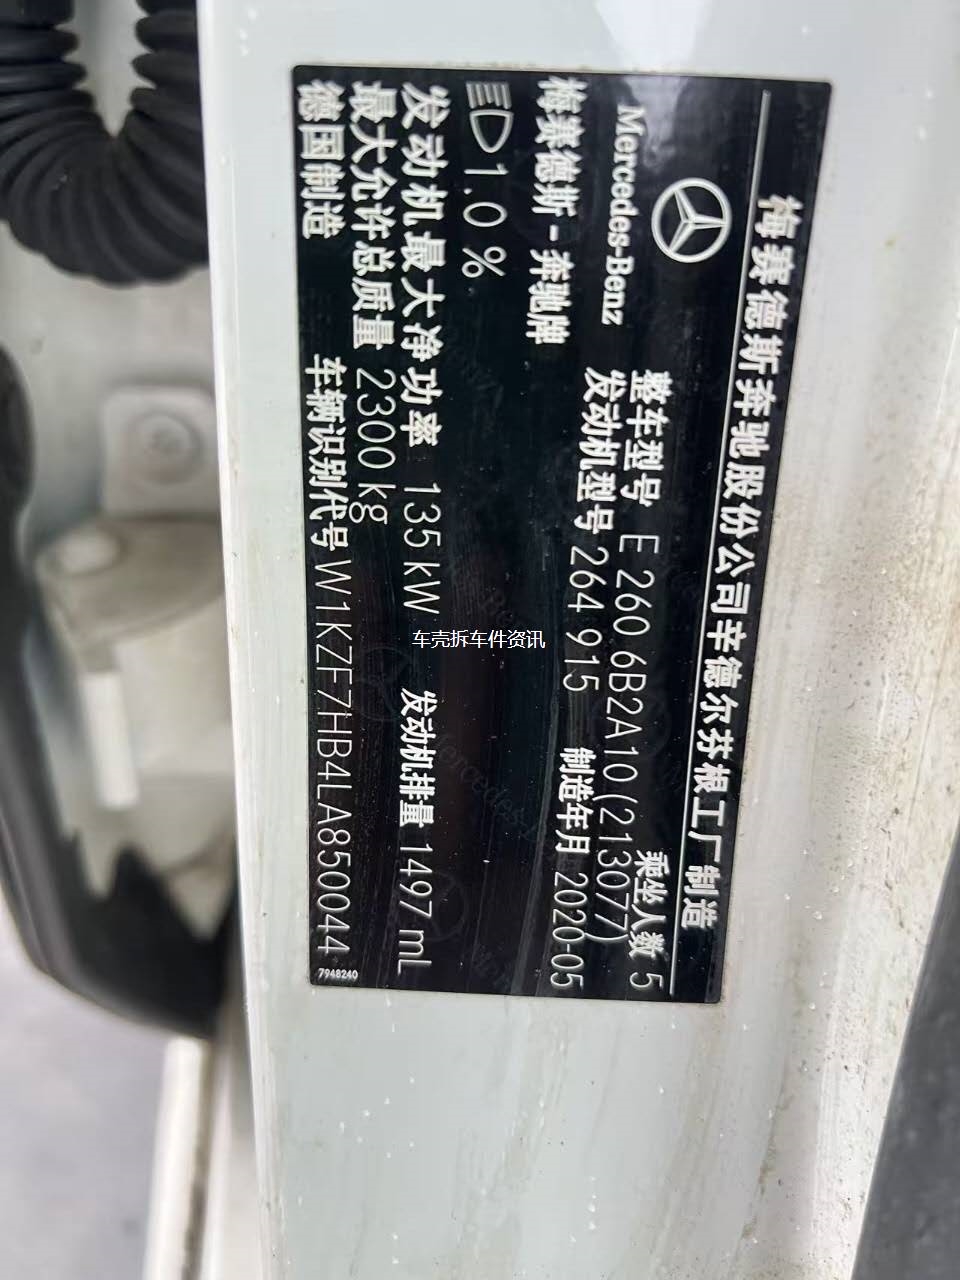 梅赛德斯奔驰股份公司辛德尔芬根工厂制造
Mercedes-Benz
整车型号 E 260 6B2A10(213077)
乘坐人数 5
梅赛德斯-奔驰牌
发动机型号 264 915
制造年月 2020-05
1.0 %
发动机最大净功率 135 kW
发动机排量 1497 mL
最大允许总质量 2300 kg
德国制造
车辆识别代号 W1KZF7HB4LA850044
7948240
车壳拆车件资讯